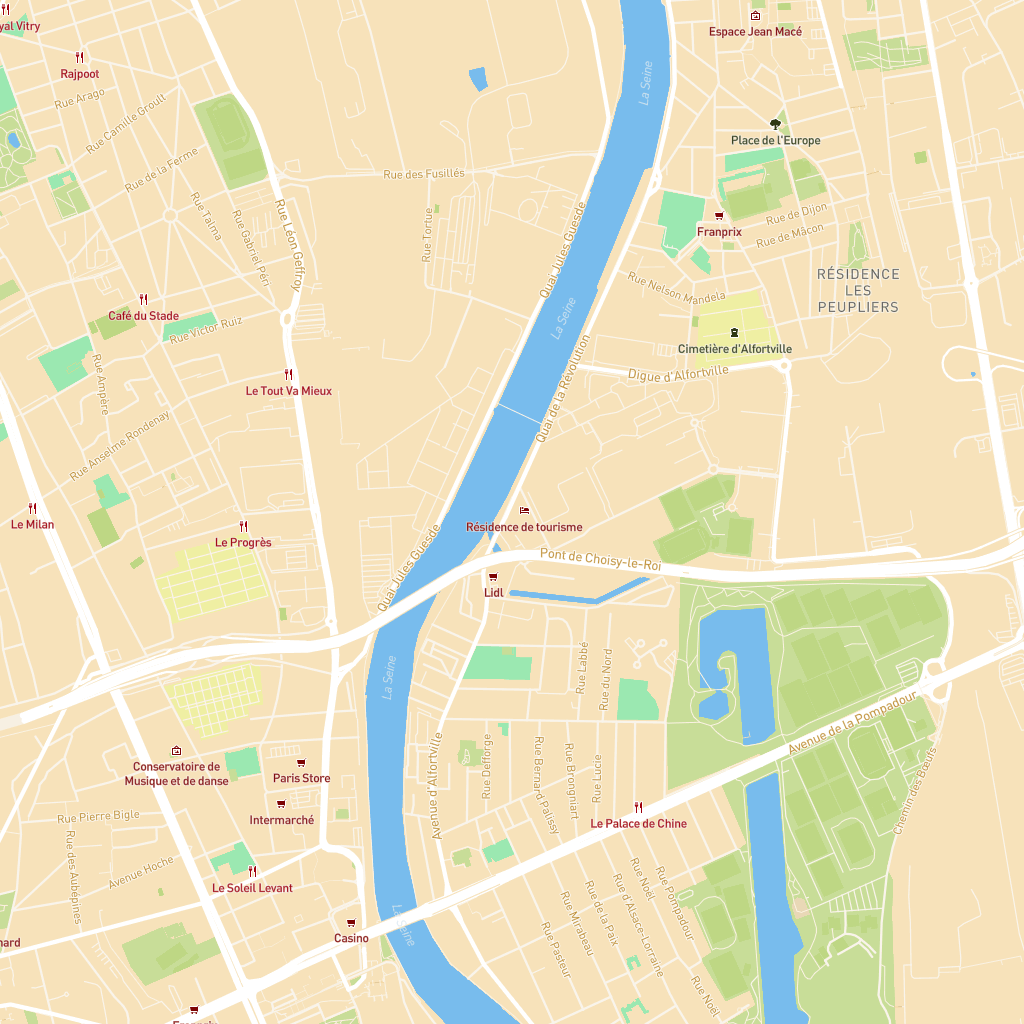 Espace Jean Macé
Rajpoot
Rue Arago
Rue Camille Groult
La Seine
Place de l'Europe
Rue de la Ferme
Rue des Fusillés
Rue Talma
Rue Gabriel Péri
Rue Léon Geffroy
Rue Tortue
Quai Jules Guesde
Franprix
Rue de Dijon
Rue de Mâcon
Rue Nelson Mandela
RÉSIDENCE
LES
PEUPLIERS
Café du Stade
Rue Victor Ruiz
La Seine
Cimetière d'Alfortville
Rue Ampère
Le Tout Va Mieux
Digue d'Alfortville
Quai de la Révolution
Rue Anselme Rondenay
Le Milan
Le Progrès
Résidence de tourisme
Quai Jules Guesde
Pont de Choisy-le-Roi
Lidl
La Seine
Rue Labbé
Rue du Nord
Avenue de la Pompadour
Conservatoire de
Musique et de danse
Paris Store
Avenue d'Alfortville
Rue Defforge
Rue Bernard Palissy
Rue Brongniart
Rue Lucie
Chemin des Bœufs
Intermarché
Rue Pierre Bigle
Le Palace de Chine
Rue des Aubépines
Avenue Hoche
Le Soleil Levant
Rue Noël
Rue Pompadour
Rue de la Paix
Rue d'Alsace-Lorraine
Rue Mirabeau
Casino
La Seine
Rue Pasteur
Rue Noël